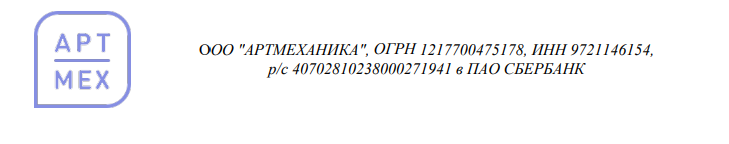 АРТ
МЕХ
ООО "АРТМЕХАНИКА", ОГРН 1217700475178, ИНН 9721146154,
р/с 40702810238000271941 в ПАО СБЕРБАНК